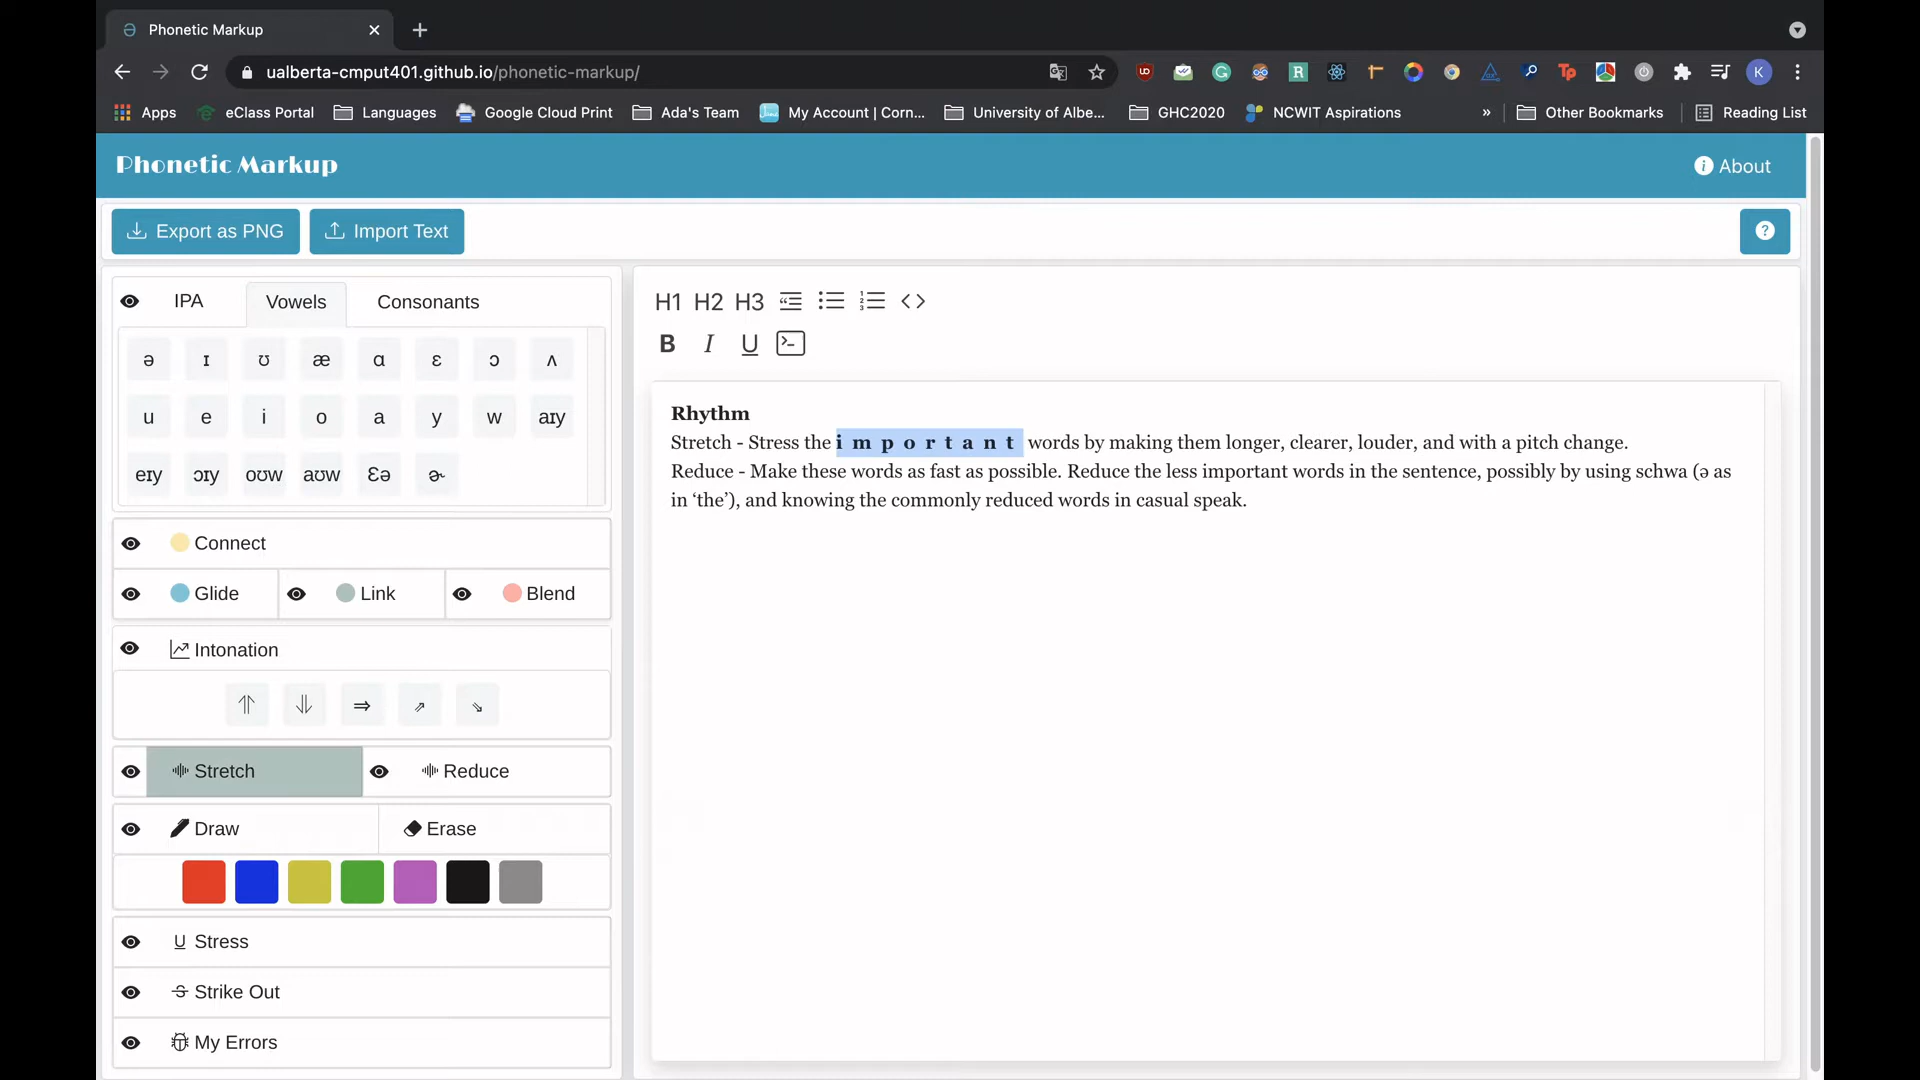 Phonetic Markup
ualberta-cmput401.github.io/phonetic-markup/
K
Apps
eClass Portal
Languages
Google Cloud Print
Ada's Team
My Account | Corn...
University of Albe...
GHC2020
NCWIT Aspirations
»
Other Bookmarks
Reading List
Phonetic Markup
About
Export as PNG
Import Text
IPA
Vowels
Consonants
H1 H2 H3
B I U
ə ɪ ʊ æ ɑ ɛ ɔ ʌ
u e i o a y w aɪy
eɪy ɔɪy oʊw aʊw Ɛə ɚ
Rhythm
Stretch - Stress the i m p o r t a n t words by making them longer, clearer, louder, and with a pitch change.
Reduce - Make these words as fast as possible. Reduce the less important words in the sentence, possibly by using schwa (ə as
in ‘the’), and knowing the commonly reduced words in casual speak.
Connect
Glide
Link
Blend
Intonation
⥣ ⥥ ⇒ ⇗ ⇘
Stretch
Reduce
Draw
Erase
U Stress
S Strike Out
My Errors